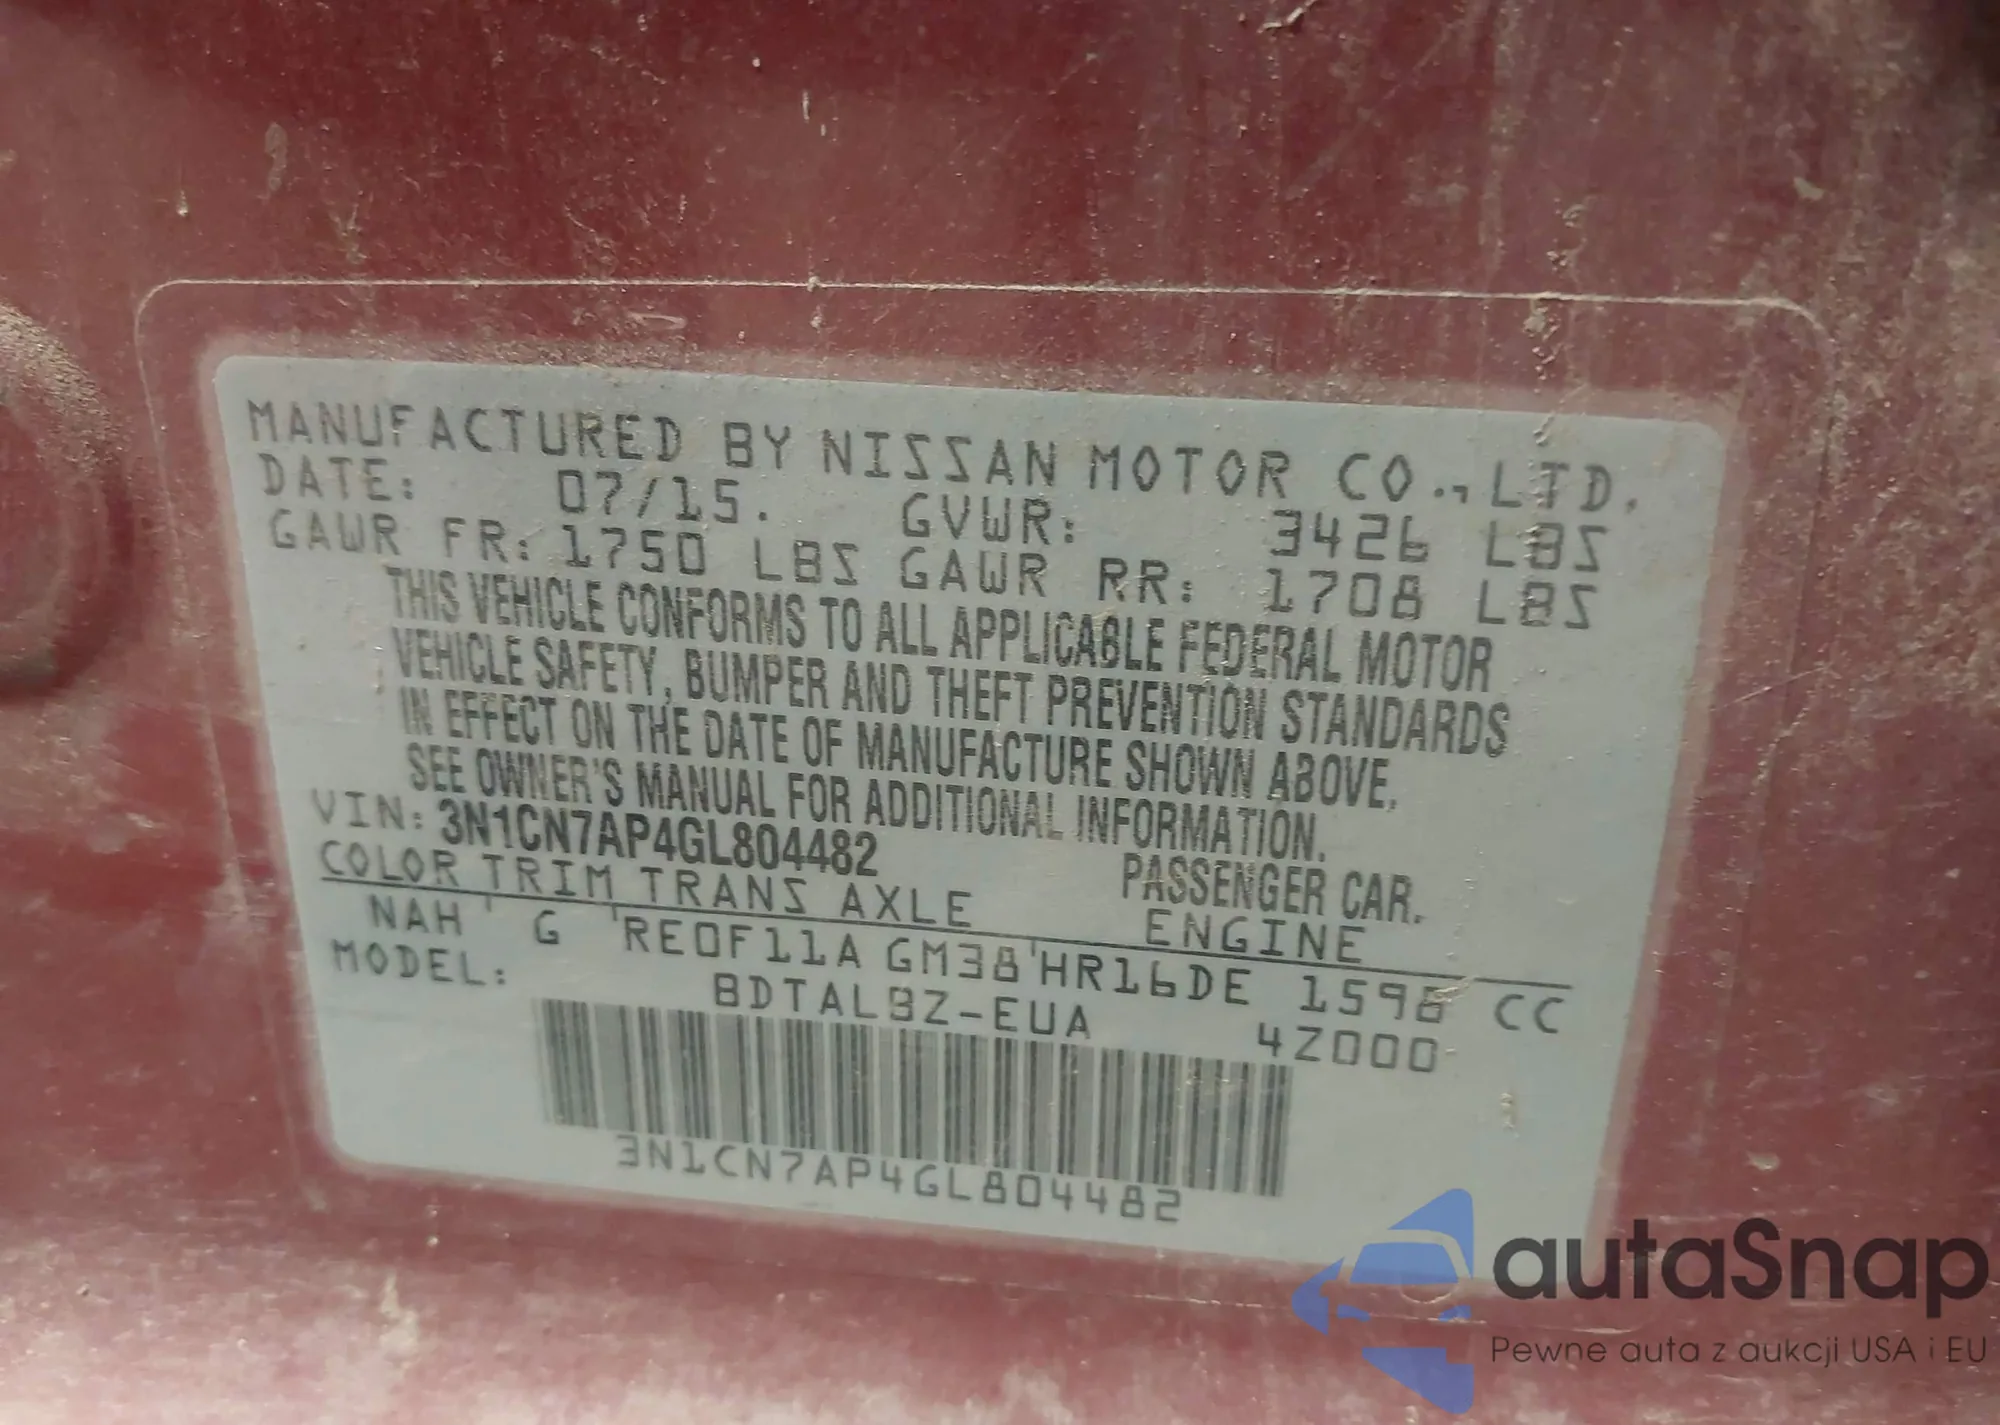 MANUFACTURED BY NISSAN MOTOR CO., LTD.
DATE: 07/15. GVWR: 3426 LBS
GAWR FR: 1750 LBS GAWR RR: 1708 LBS
THIS VEHICLE CONFORMS TO ALL APPLICABLE FEDERAL MOTOR
VEHICLE SAFETY, BUMPER AND THEFT PREVENTION STANDARDS
IN EFFECT ON THE DATE OF MANUFACTURE SHOWN ABOVE.
SEE OWNER'S MANUAL FOR ADDITIONAL INFORMATION.
VIN: 3N1CN7AP4GL804482 PASSENGER CAR.
COLOR TRIM TRANS AXLE ENGINE
NAH G RE0F11A GM38 HR16DE 1598 CC
MODEL: BDTALBZ-EUA 4Z000
3N1CN7AP4GL804482
autaSnap
Pewne auta z aukcji USA i EU